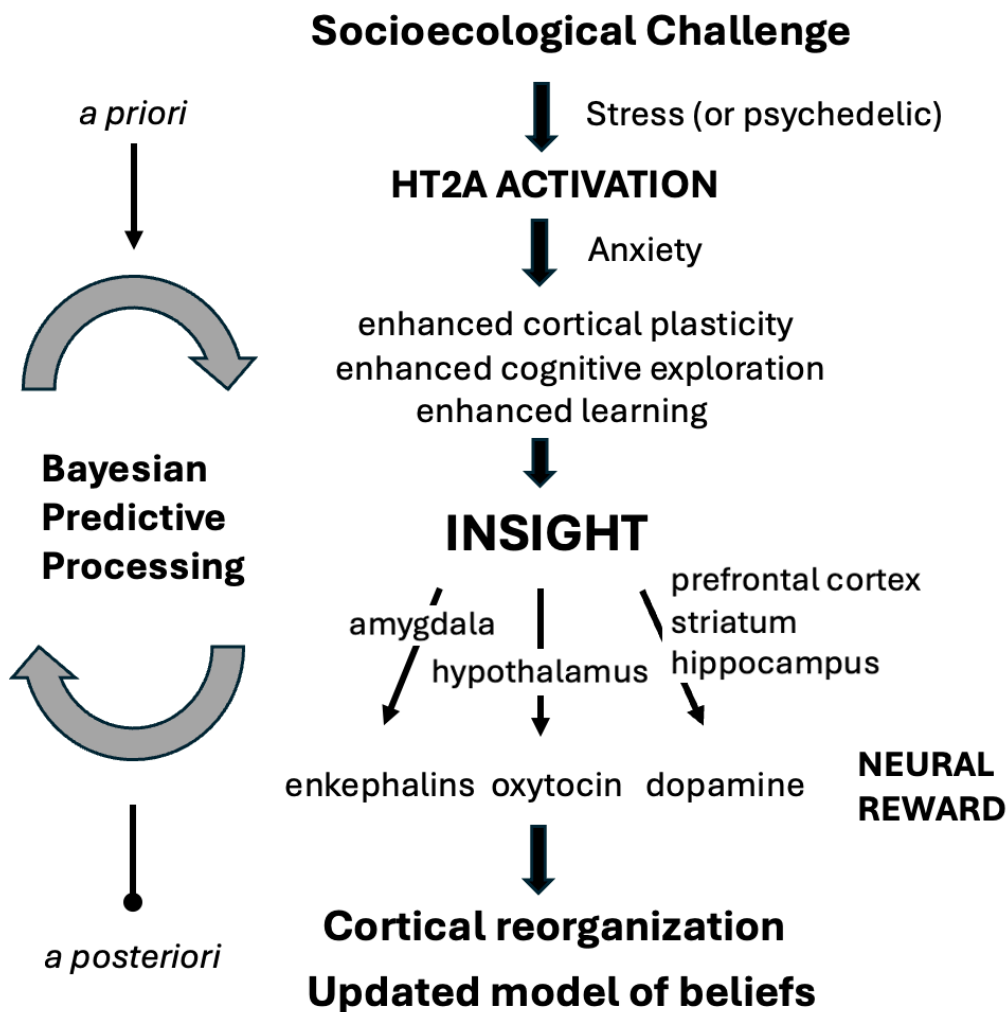 Socioecological Challenge
a priori
Stress (or psychedelic)
HT2A ACTIVATION
Anxiety
enhanced cortical plasticity
enhanced cognitive exploration
enhanced learning
Bayesian
Predictive
Processing
INSIGHT
amygdala
hypothalamus
prefrontal cortex
striatum
hippocampus
enkephalins oxytocin dopamine
NEURAL
REWARD
Cortical reorganization
a posteriori
Updated model of beliefs